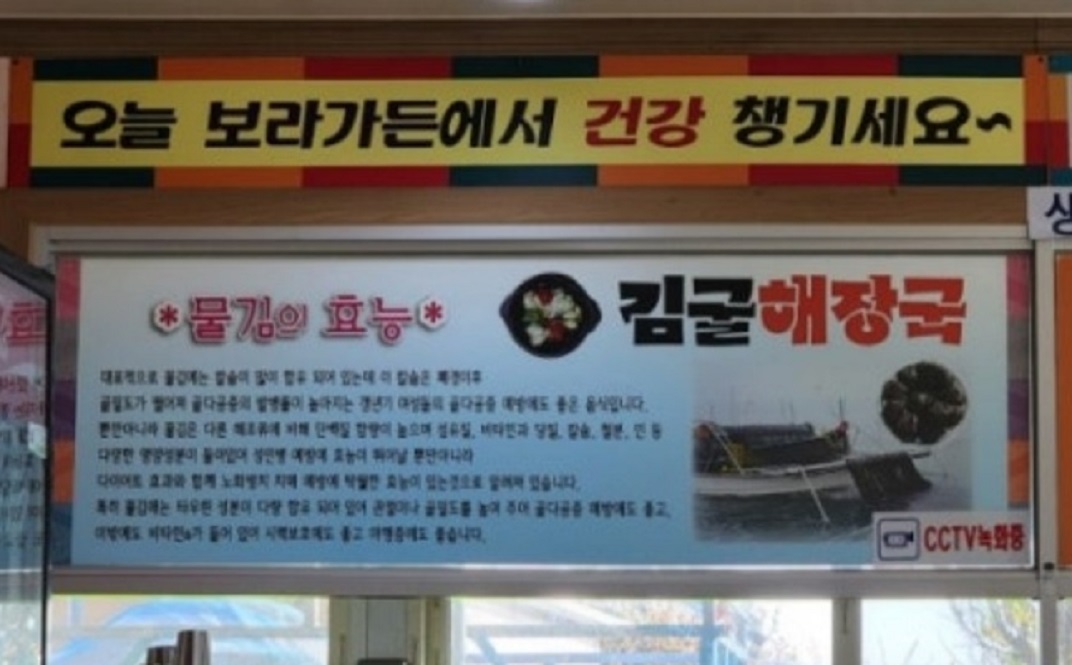 오늘 보라가든에서 건강 챙기세요~
*물김의 효능*
김굴해장국
대표적으로 물김에는 칼슘이 많이 함유 되어 있는데 이 칼슘은 폐경이후
골밀도가 떨어져 골다공증의 발병률이 높아지는 갱년기 여성들의 골다공증 예방에도 좋은 음식입니다.
뿐만아니라 물김은 다른 해조류에 비해 단백질 함량이 높으며 섬유질, 비타민과 당질, 칼슘, 철분, 인 등
다양한 영양성분이 들어있어 성인병 예방에 효능이 뛰어날 뿐만아니라
다이어트 효과와 함께 노화방지 치매 예방에 탁월한 효능이 있는것으로 알려져 있습니다.
특히 물김에는 타우린 성분이 다량 함유 되어 있어 관절이나 골밀도를 높여 주어 골다공증 예방에도 좋고,
이밖에도 비타민a가 들어 있어 시력보호에도 좋고 야맹증에도 좋습니다.
CCTV녹화중